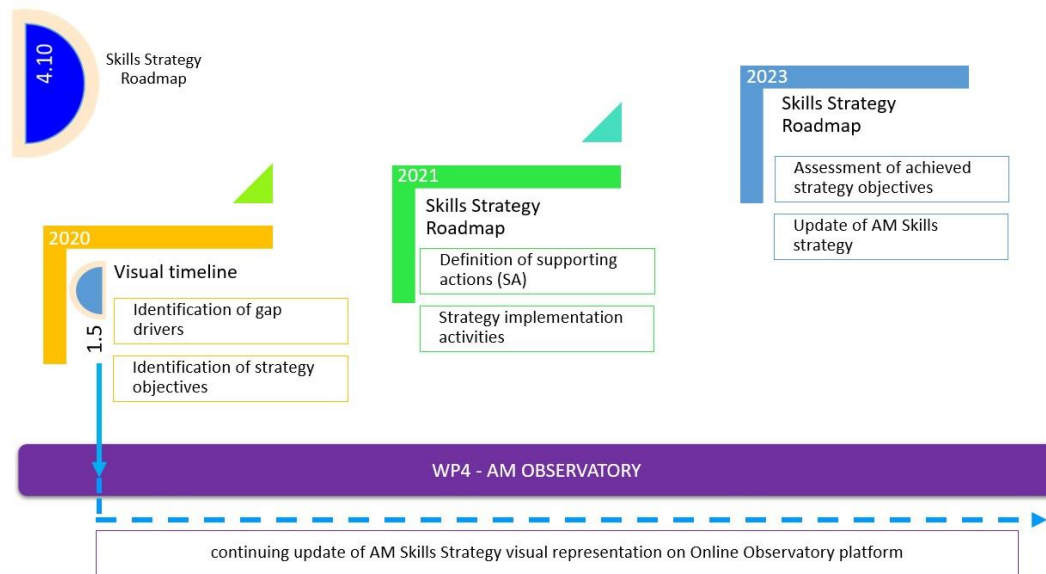 4.10
Skills Strategy
Roadmap
2020
Visual timeline
1.5
Identification of gap
drivers
Identification of strategy
objectives
2021
Skills Strategy
Roadmap
Definition of supporting
actions (SA)
Strategy implementation
activities
2023
Skills Strategy
Roadmap
Assessment of achieved
strategy objectives
Update of AM Skills
strategy
WP4 - AM OBSERVATORY
continuing update of AM Skills Strategy visual representation on Online Observatory platform